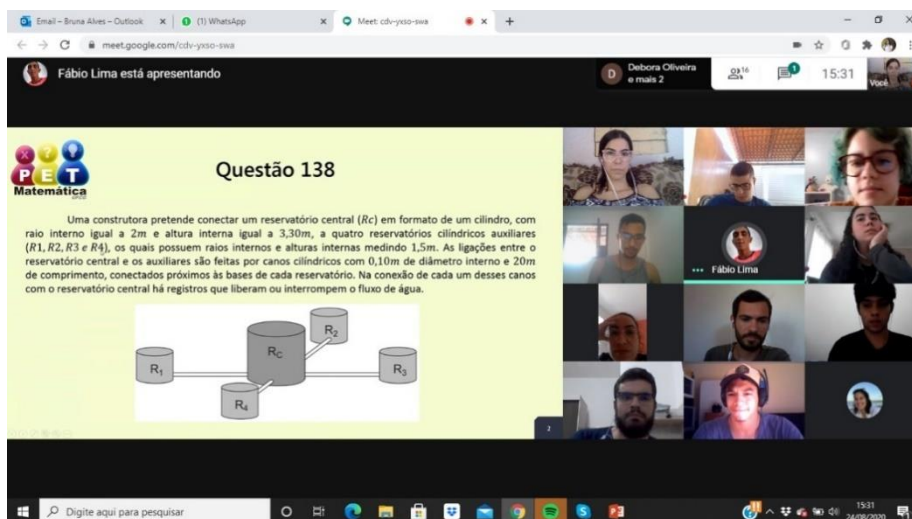 Email – Bruna Alves – Outlook
(1) WhatsApp
Meet: cdv-yxso-swa
meet.google.com/cdv-yxso-swa
Fábio Lima está apresentando
D
Debora Oliveira
e mais 2
16
1
15:31
Você
PET
Matemática
Questão 138
Uma construtora pretende conectar um reservatório central (Rc) em formato de um cilindro, com
raio interno igual a 2m e altura interna igual a 3,30m, a quatro reservatórios cilíndricos auxiliares
(R1, R2, R3 e R4), os quais possuem raios internos e alturas internas medindo 1,5m. As ligações entre o
reservatório central e os auxiliares são feitas por canos cilíndricos com 0,10m de diâmetro interno e 20m
de comprimento, conectados próximos às bases de cada reservatório. Na conexão de cada um desses canos
com o reservatório central há registros que liberam ou interrompem o fluxo de água.
R2
RC
R1
R3
R4
2
Fábio Lima
Digite aqui para pesquisar
15:31
24/08/2020